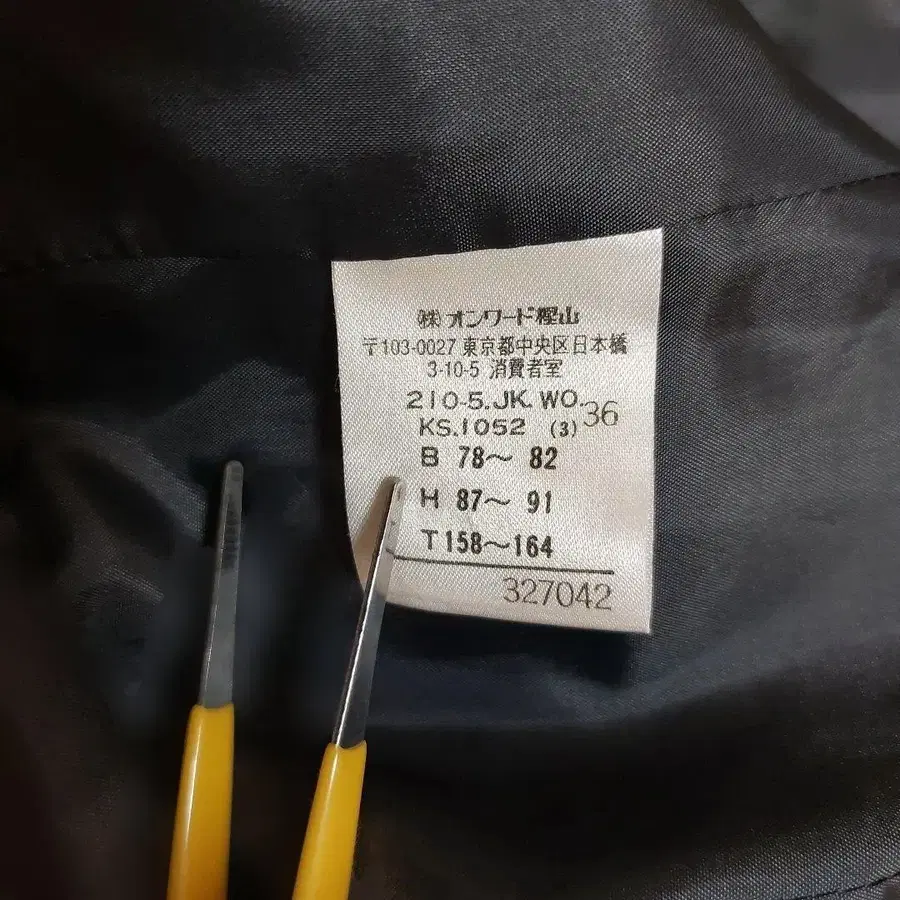 ㈱オンワード樫山
〒103-0027 東京都中央区日本橋
3-10-5 消費者室
210-5.JK.WO.
KS.1052 (3) 36
B 78～ 82
H 87～ 91
T158～164
327042